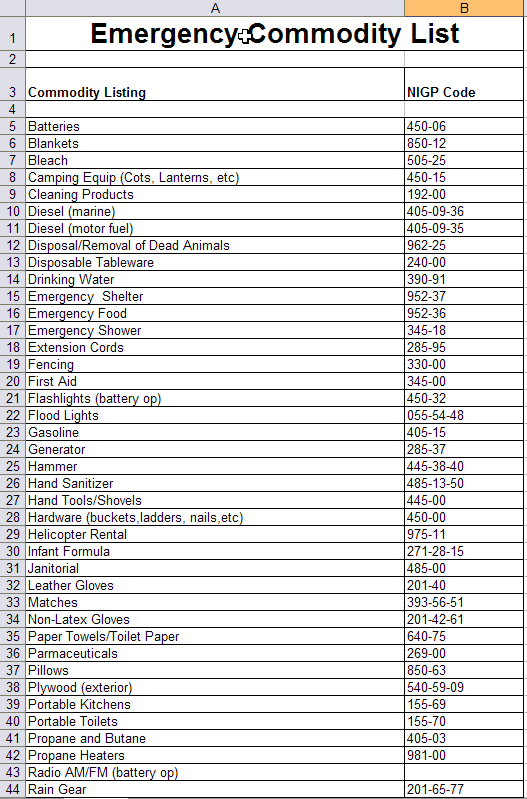 A B
1 Emergency Commodity List
2
3 Commodity Listing NIGP Code
4
5 Batteries 450-06
6 Blankets 850-12
7 Bleach 505-25
8 Camping Equip (Cots, Lanterns, etc) 450-15
9 Cleaning Products 192-00
10 Diesel (marine) 405-09-36
11 Diesel (motor fuel) 405-09-35
12 Disposal/Removal of Dead Animals 962-25
13 Disposable Tableware 240-00
14 Drinking Water 390-91
15 Emergency  Shelter 952-37
16 Emergency Food 952-36
17 Emergency Shower 345-18
18 Extension Cords 285-95
19 Fencing 330-00
20 First Aid 345-00
21 Flashlights (battery op) 450-32
22 Flood Lights 055-54-48
23 Gasoline 405-15
24 Generator 285-37
25 Hammer 445-38-40
26 Hand Sanitizer 485-13-50
27 Hand Tools/Shovels 445-00
28 Hardware (buckets,ladders, nails,etc) 450-00
29 Helicopter Rental 975-11
30 Infant Formula 271-28-15
31 Janitorial 485-00
32 Leather Gloves 201-40
33 Matches 393-56-51
34 Non-Latex Gloves 201-42-61
35 Paper Towels/Toilet Paper 640-75
36 Parmaceuticals 269-00
37 Pillows 850-63
38 Plywood (exterior) 540-59-09
39 Portable Kitchens 155-69
40 Portable Toilets 155-70
41 Propane and Butane 405-03
42 Propane Heaters 981-00
43 Radio AM/FM (battery op)
44 Rain Gear 201-65-77